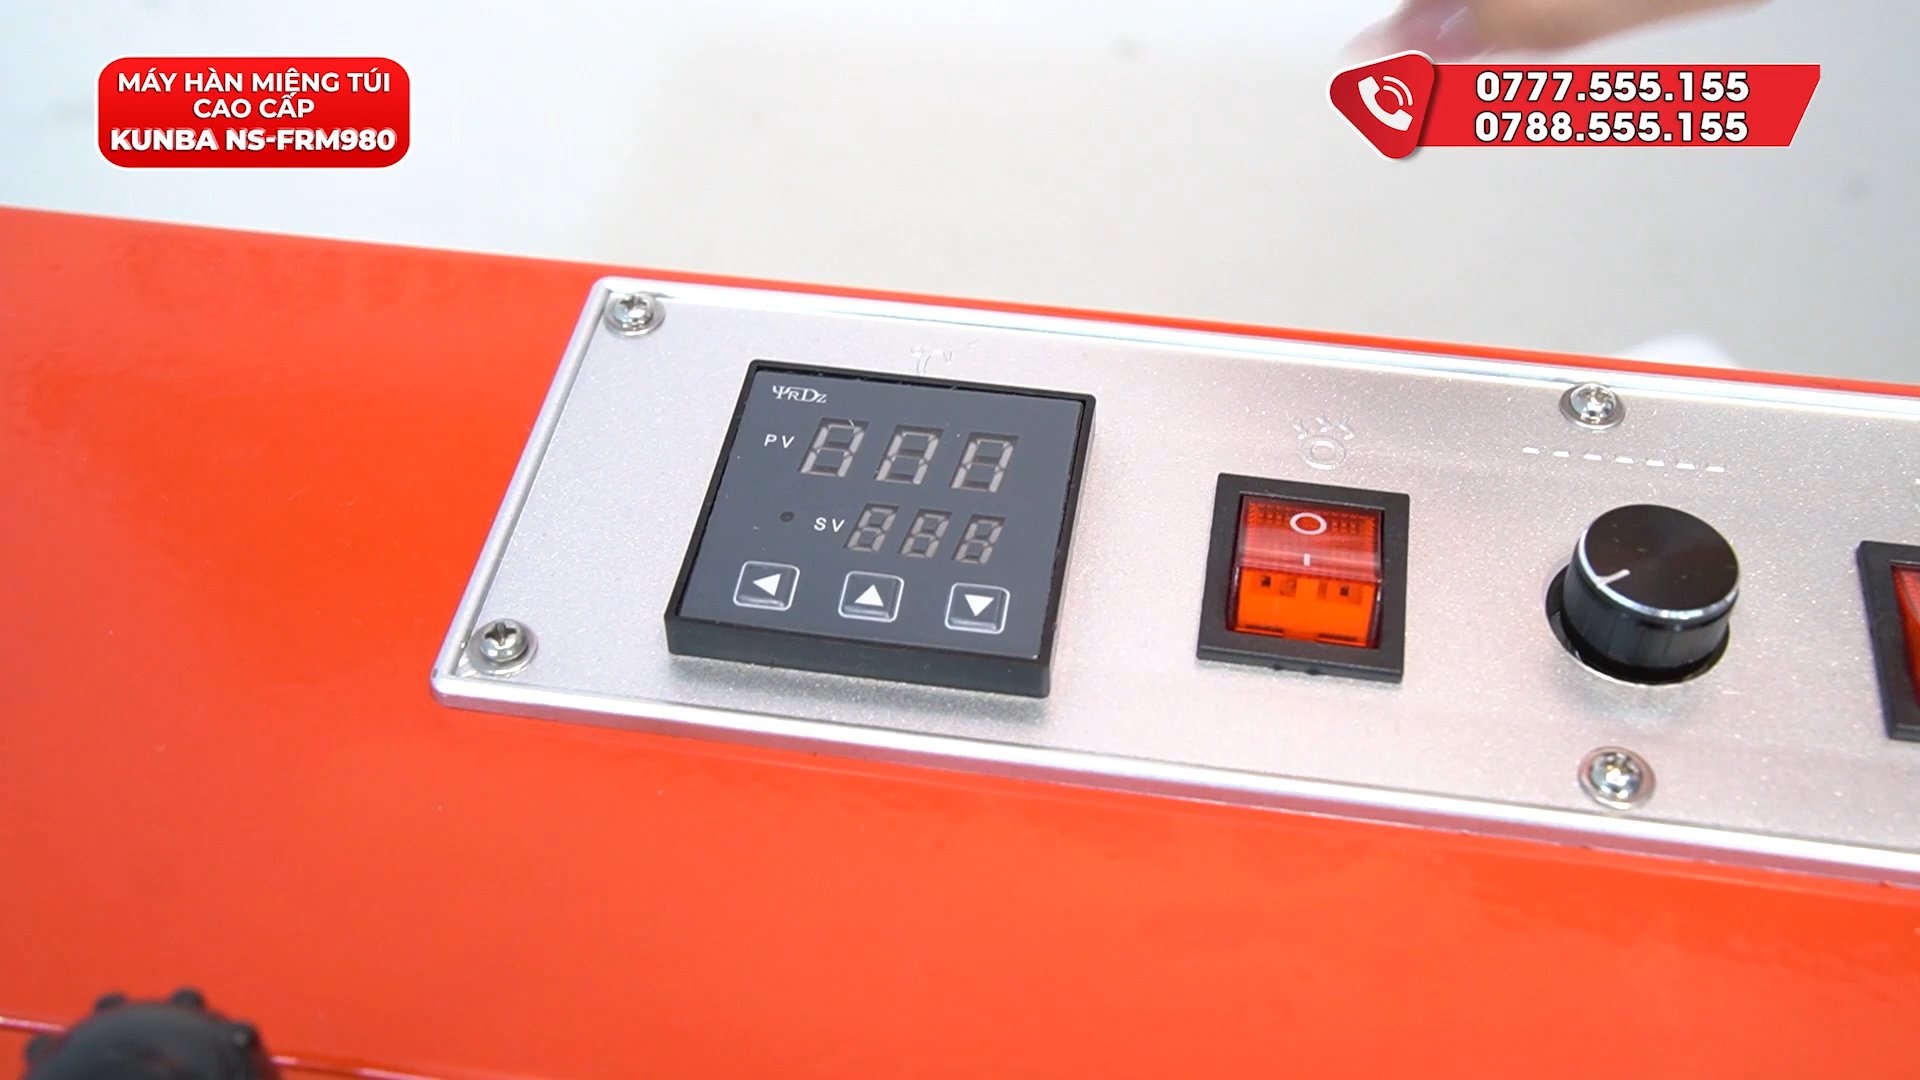 MÁY HÀN MIỆNG TÚI
CAO CẤP
KUNBA NS-FRM980
0777.555.155
0788.555.155
PV
SV